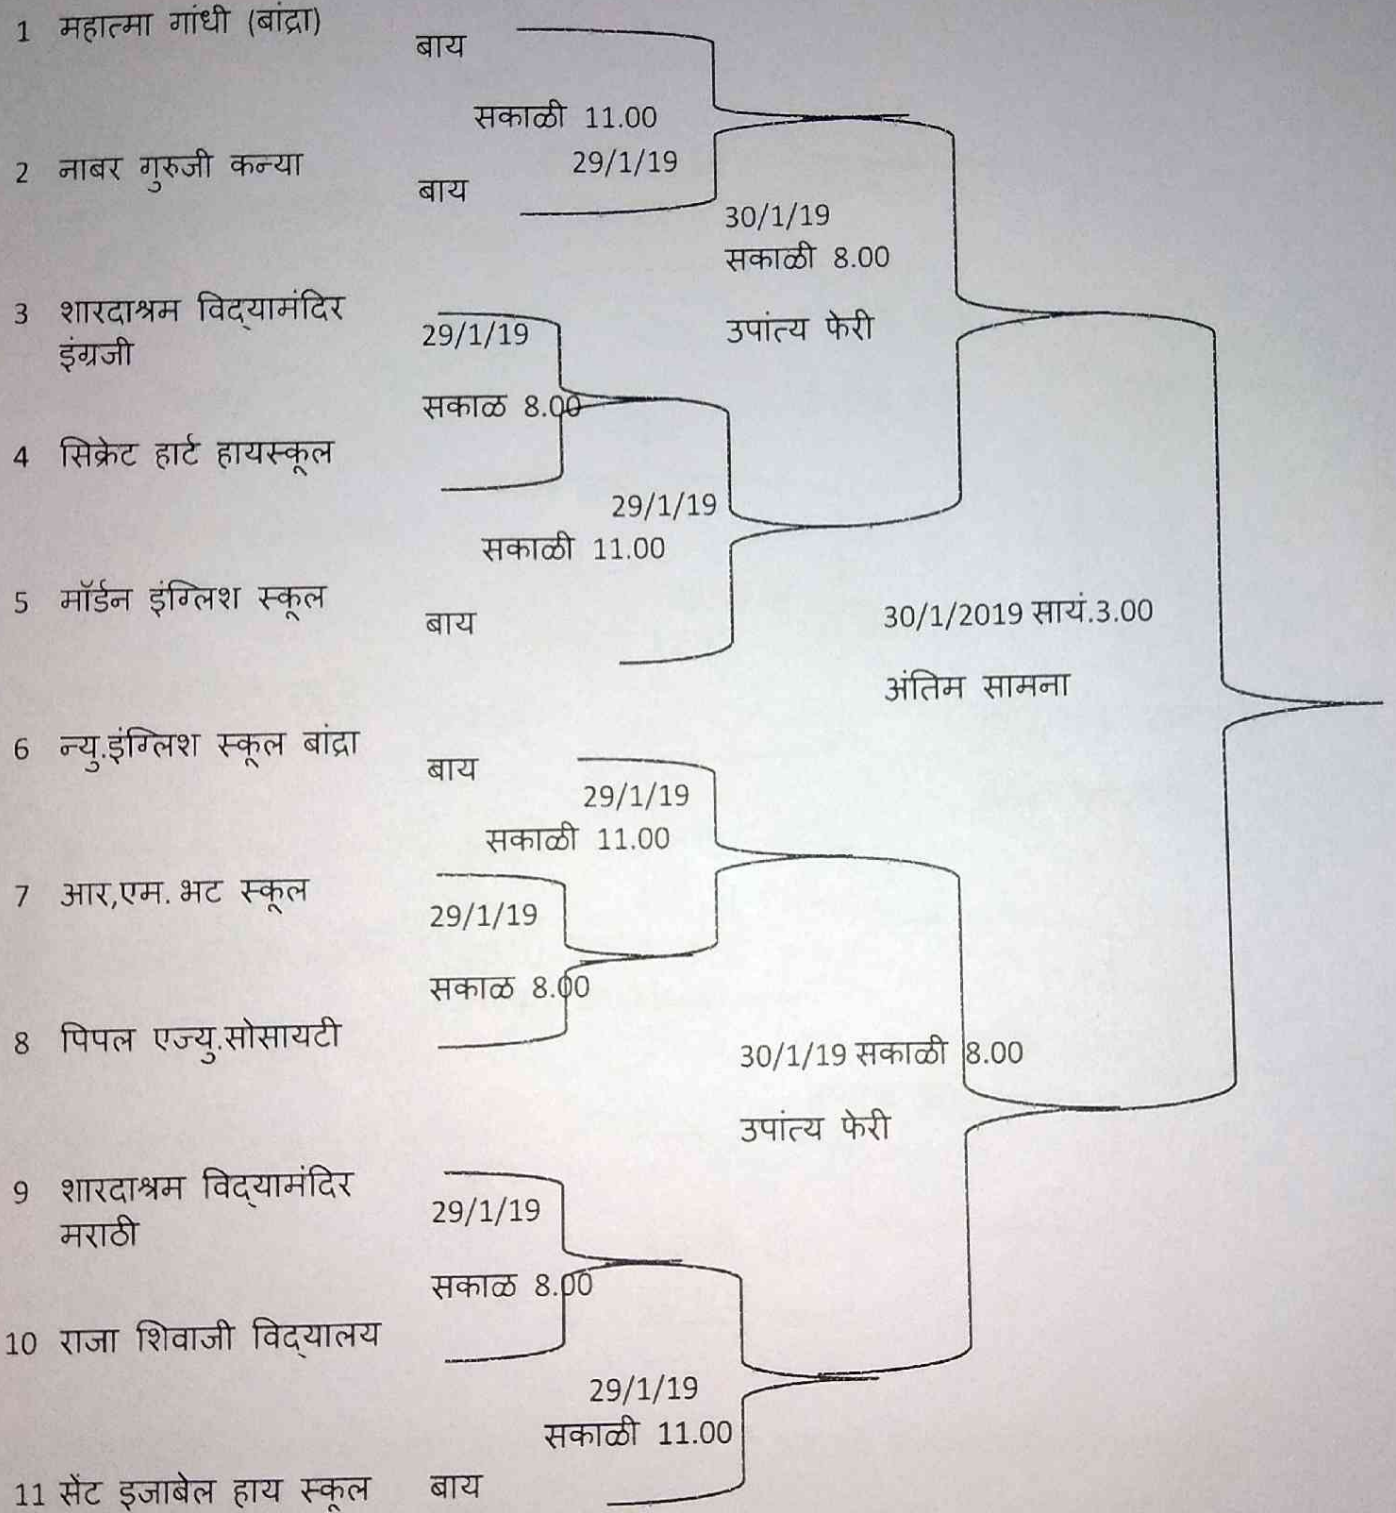 1 महात्मा गांधी (बांद्रा)
बाय
सकाळी 11.00
29/1/19
2 नाबर गुरुजी कन्या
बाय
30/1/19
सकाळी 8.00
3 शारदाश्रम विद्‌यामंदिर
इंग्रजी
29/1/19
उपांत्य फेरी
सकाळ 8.00
4 सिक्रेट हार्ट हायस्कूल
29/1/19
सकाळी 11.00
5 मॉर्डन इंग्लिश स्कूल
बाय
30/1/2019 सायं.3.00
अंतिम सामना
6 न्यु.इंग्लिश स्कूल बांद्रा
बाय
29/1/19
सकाळी 11.00
7 आर,एम. भट स्कूल
29/1/19
सकाळ 8.00
8 पिपल एज्यु.सोसायटी
30/1/19 सकाळी 8.00
उपांत्य फेरी
9 शारदाश्रम विद्‌यामंदिर
मराठी
29/1/19
सकाळ 8.00
10 राजा शिवाजी विद्‌यालय
29/1/19
सकाळी 11.00
11 सेंट इजाबेल हाय स्कूल बाय